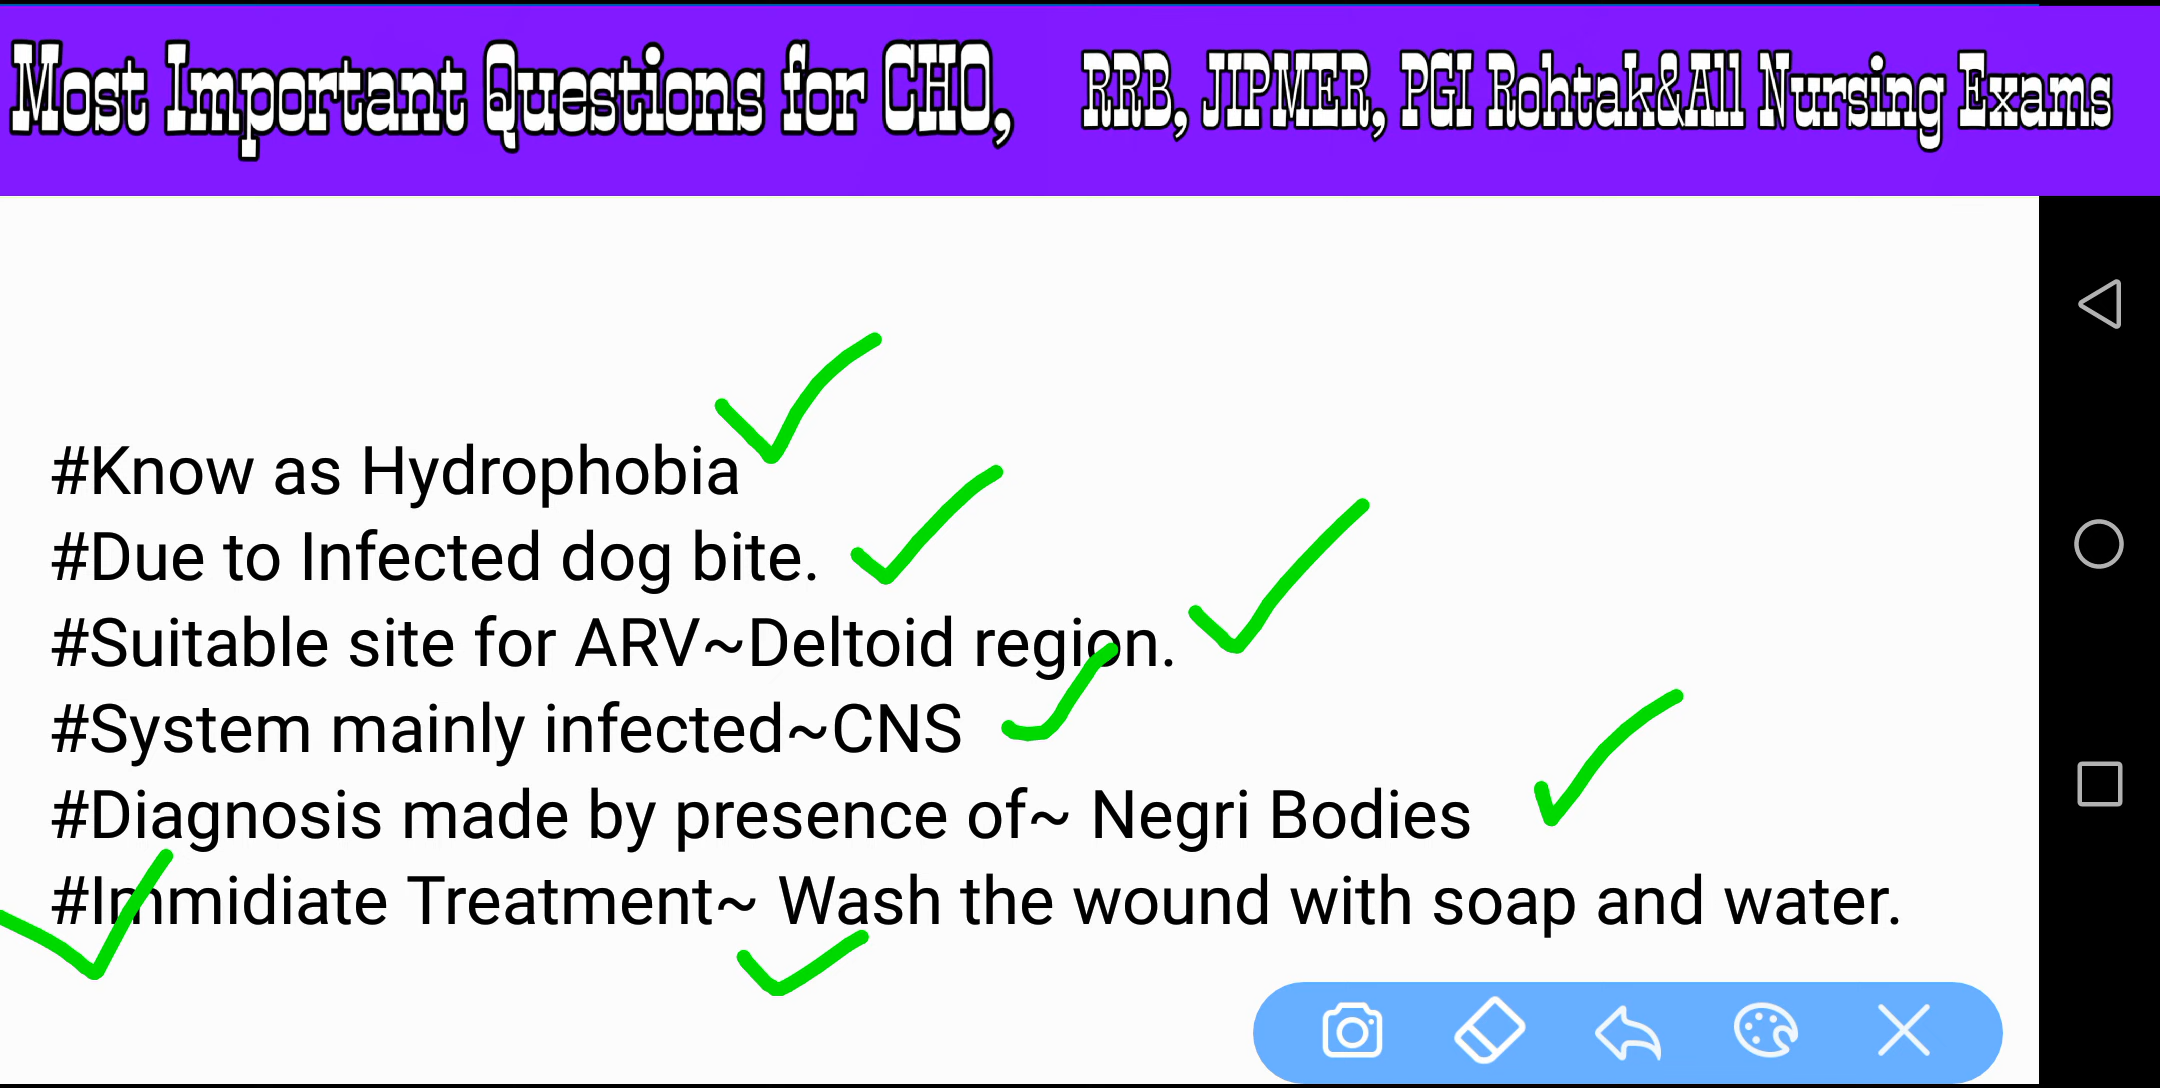 Most Important Questions for CHO, RRB, JIPMER, PGI Rohtak&All Nursing Exams
#Know as Hydrophobia
#Due to Infected dog bite.
#Suitable site for ARV~Deltoid region.
#System mainly infected~CNS
#Diagnosis made by presence of~ Negri Bodies
#Immidiate Treatment~ Wash the wound with soap and water.